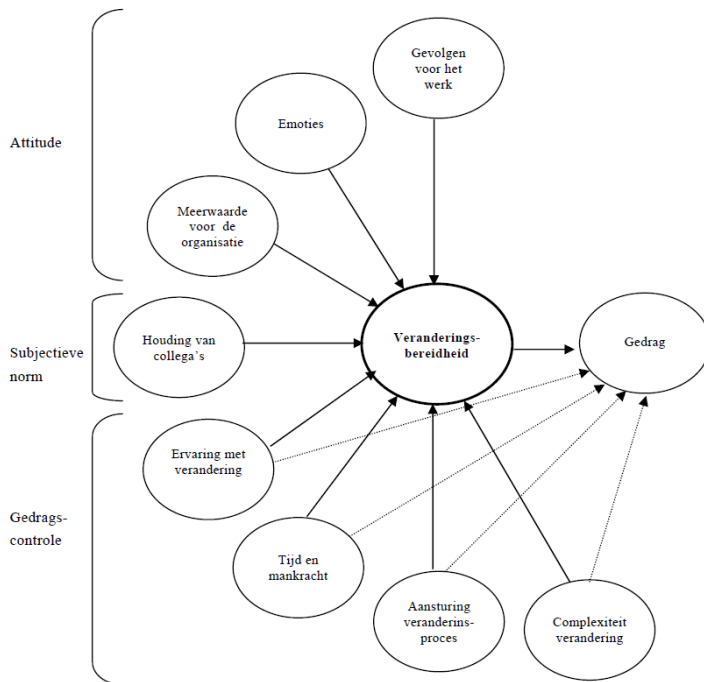 Gevolgen
voor het
werk
Emoties
Attitude
Meerwaarde
voor de
organisatie
Houding van
collega's
Subjectieve
norm
Veranderings-
bereidheid
Gedrag
Ervaring met
verandering
Gedrags-
controle
Tijd en
mankracht
Aansturing
veranderins-
proces
Complexiteit
verandering